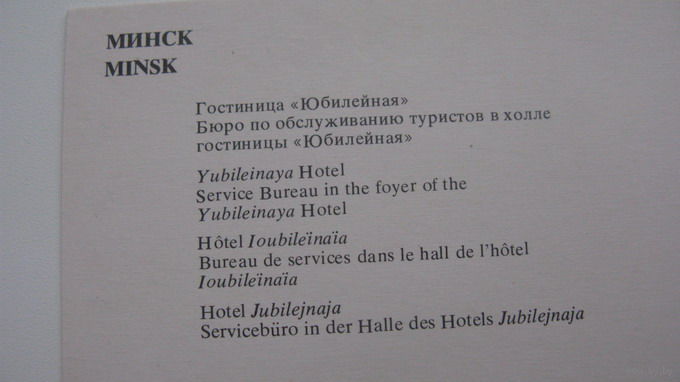 МИНСК
MINSK
Гостиница «Юбилейная»
Бюро по обслуживанию туристов в холле
гостиницы «Юбилейная»
Yubileinaya Hotel
Service Bureau in the foyer of the
Yubileinaya Hotel
Hôtel Ioubileïnaïa
Bureau de services dans le hall de l'hôtel
Ioubileïnaïa
Hotel Jubilejnaja
Servicebüro in der Halle des Hotels Jubilejnaja